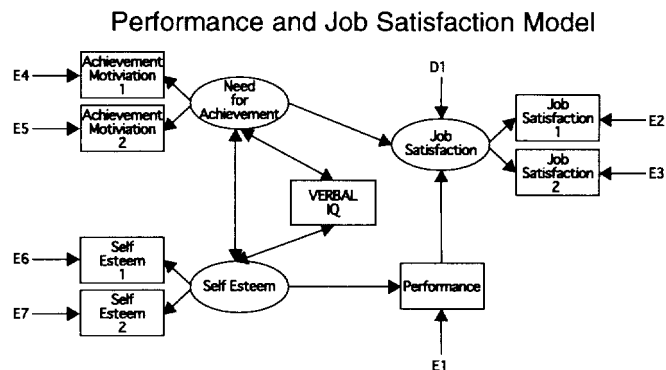 Performance and Job Satisfaction Model
E4
Achievement
Motiviation
1
E5
Achievement
Motiviation
2
Need
for
Achievement
D1
Job
Satisfaction
Job
Satisfaction
1
E2
Job
Satisfaction
2
E3
VERBAL
IQ
E6
Self
Esteem
1
E7
Self
Esteem
2
Self Esteem
Performance
E1